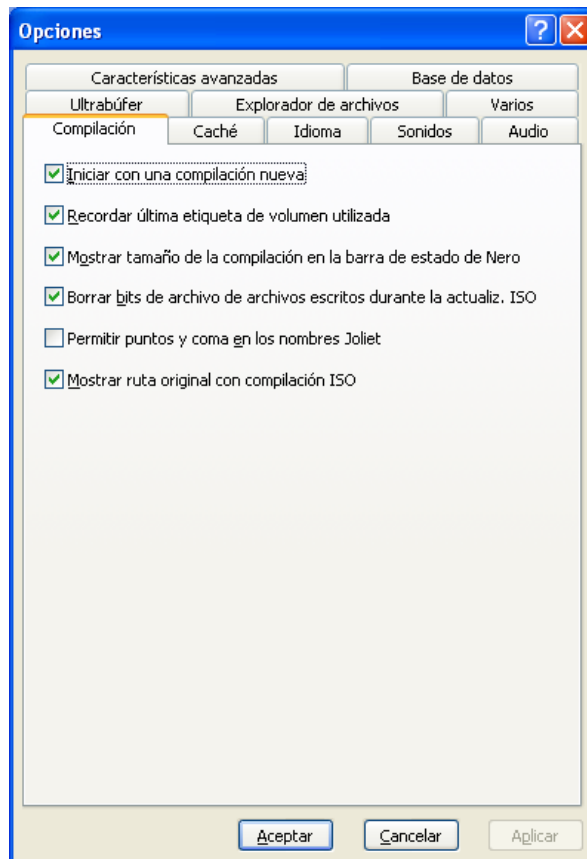 Opciones
Características avanzadas Base de datos
Ultrabúfer Explorador de archivos Varios
Compilación Caché Idioma Sonidos Audio
Iniciar con una compilación nueva
Recordar última etiqueta de volumen utilizada
Mostrar tamaño de la compilación en la barra de estado de Nero
Borrar bits de archivo de archivos escritos durante la actualiz. ISO
Permitir puntos y coma en los nombres Joliet
Mostrar ruta original con compilación ISO
Aceptar Cancelar Aplicar